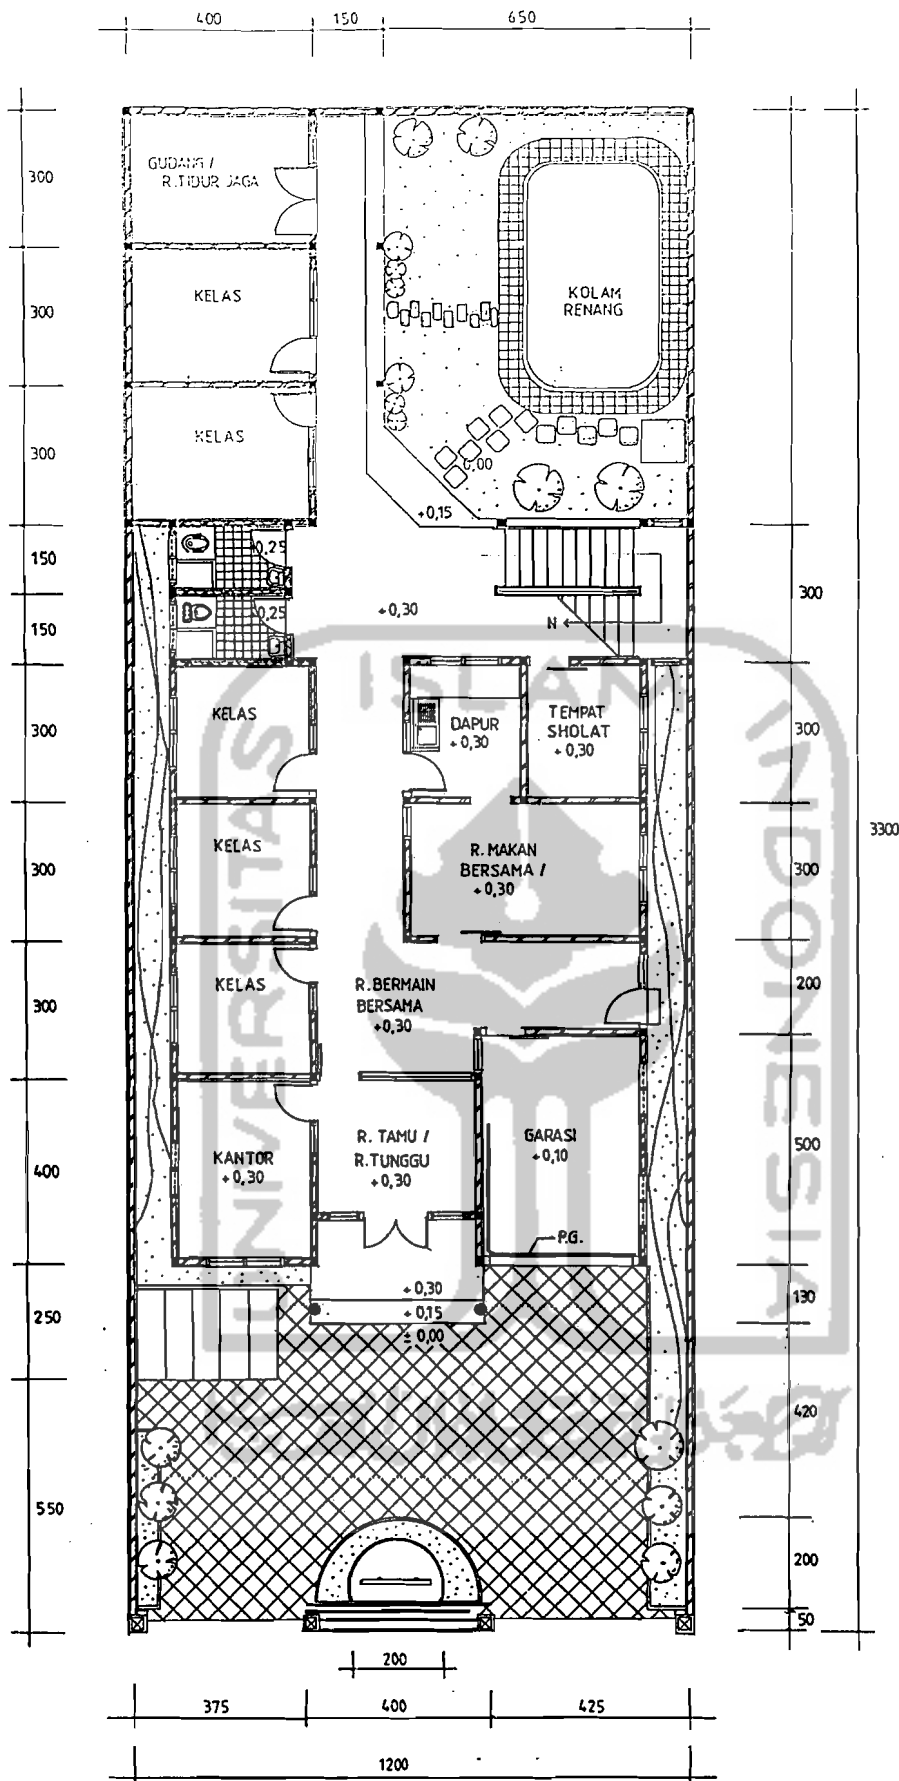 400
150
650
300
GUDANG /
R.TIDUR JAGA
300
KELAS
KOLAM
RENANG
300
KELAS
0,00
+0,15
150
+0,25
300
150
+0,25
+0,30
N
300
KELAS
DAPUR
+0,30
TEMPAT
SHOLAT
+0,30
300
3300
300
KELAS
R. MAKAN
BERSAMA /
+0,30
300
300
KELAS
R.BERMAIN
BERSAMA
+0,30
200
400
KANTOR
+0,30
R. TAMU /
R.TUNGGU
+0,30
GARASI
+0,10
500
P.G.
250
+0,30
+0,15
±0,00
130
420
550
200
50
200
375
400
425
1200
UNIVERSITAS
ISLAM
INDONESIA